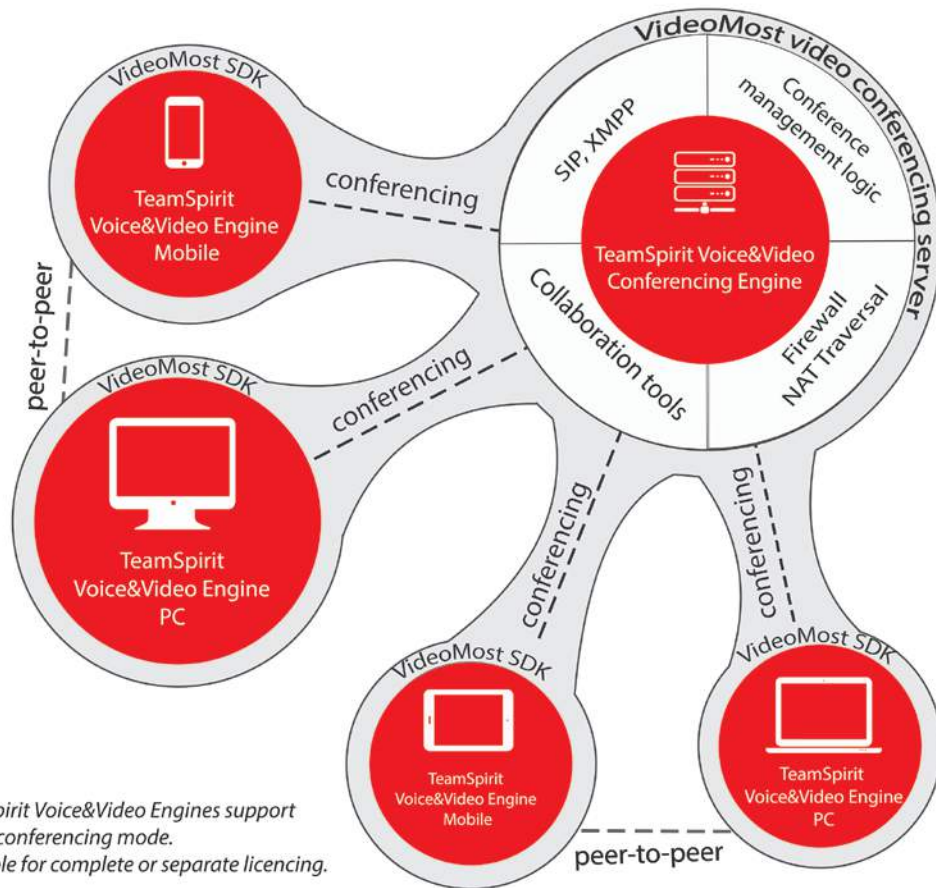 VideoMost SDK
TeamSpirit
Voice&Video Engine
Mobile
conferencing
VideoMost video conferencing server
SIP, XMPP
Conference
management logic
TeamSpirit Voice&Video
Conferencing Engine
Collaboration tools
Firewall
NAT Traversal
peer-to-peer
VideoMost SDK
TeamSpirit
Voice&Video Engine
PC
conferencing
conferencing
conferencing
VideoMost SDK
TeamSpirit
Voice&Video Engine
Mobile
VideoMost SDK
TeamSpirit
Voice&Video Engine
PC
peer-to-peer
Voice&Video Engines support
conferencing mode.
for complete or separate licencing.